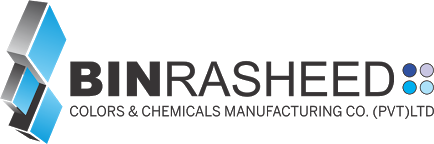 BINRASHEED
COLORS & CHEMICALS MANUFACTURING CO. (PVT)LTD